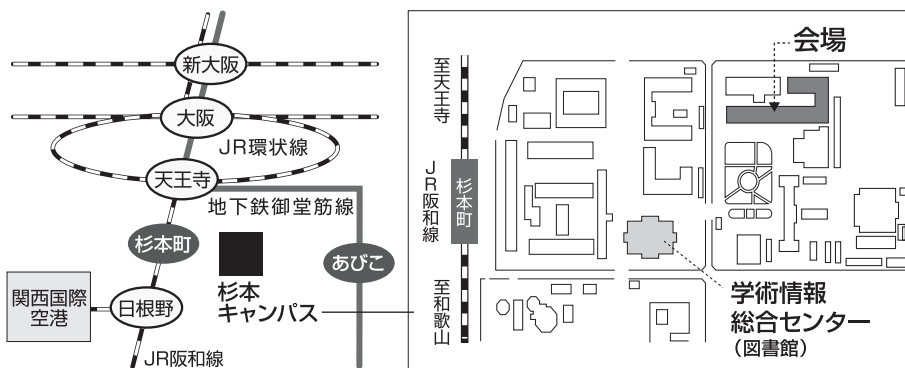 新大阪
大阪
JR環状線
天王寺
地下鉄御堂筋線
杉本町
あびこ
関西国際
空港
日根野
杉本
キャンパス
JR阪和線
至天王寺
JR阪和線
杉本町
至和歌山
会場
学術情報
総合センター
(図書館)